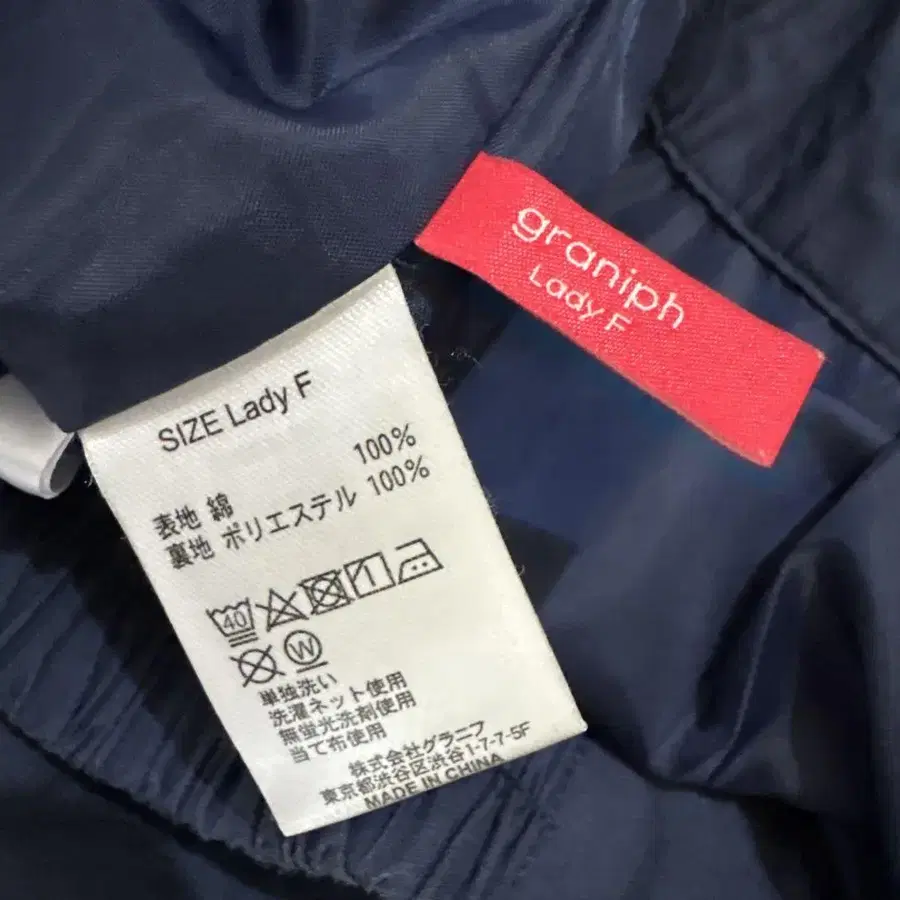 graniph
Lady F
SIZE Lady F
表地 綿 100%
裏地 ポリエステル 100%
40
W
単独洗い
洗濯ネット使用
無蛍光洗剤使用
当て布使用
株式会社グラニフ
東京都渋谷区渋谷1-7-7-5F
MADE IN CHINA